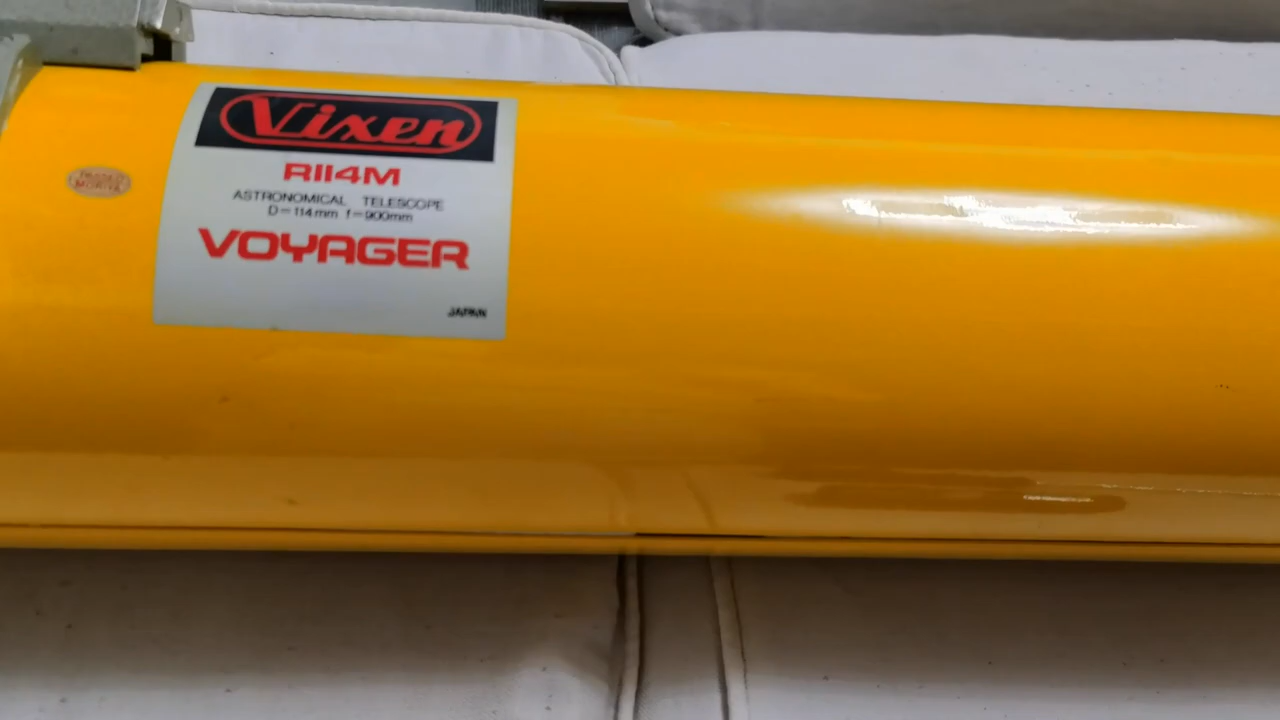 Vixen
R114M
ASTRONOMICAL TELESCOPE
D=114mm f=900mm
VOYAGER
JAPAN